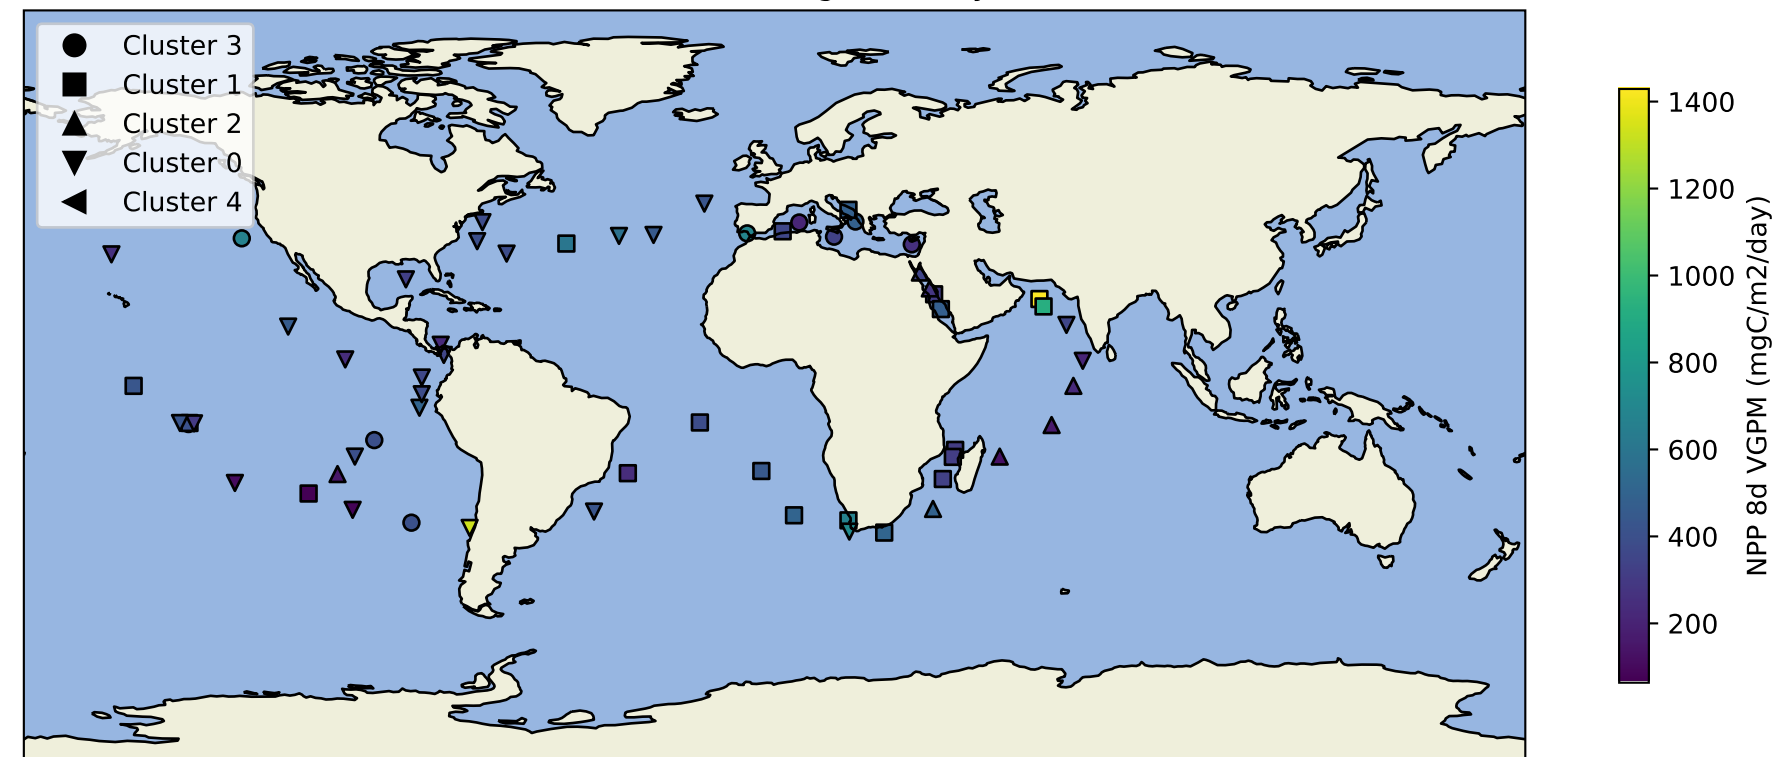 Cluster 3
Cluster 1
Cluster 2
Cluster 0
Cluster 4
1400
1200
1000
800
600
400
200
NPP 8d VGPM (mgC/m2/day)